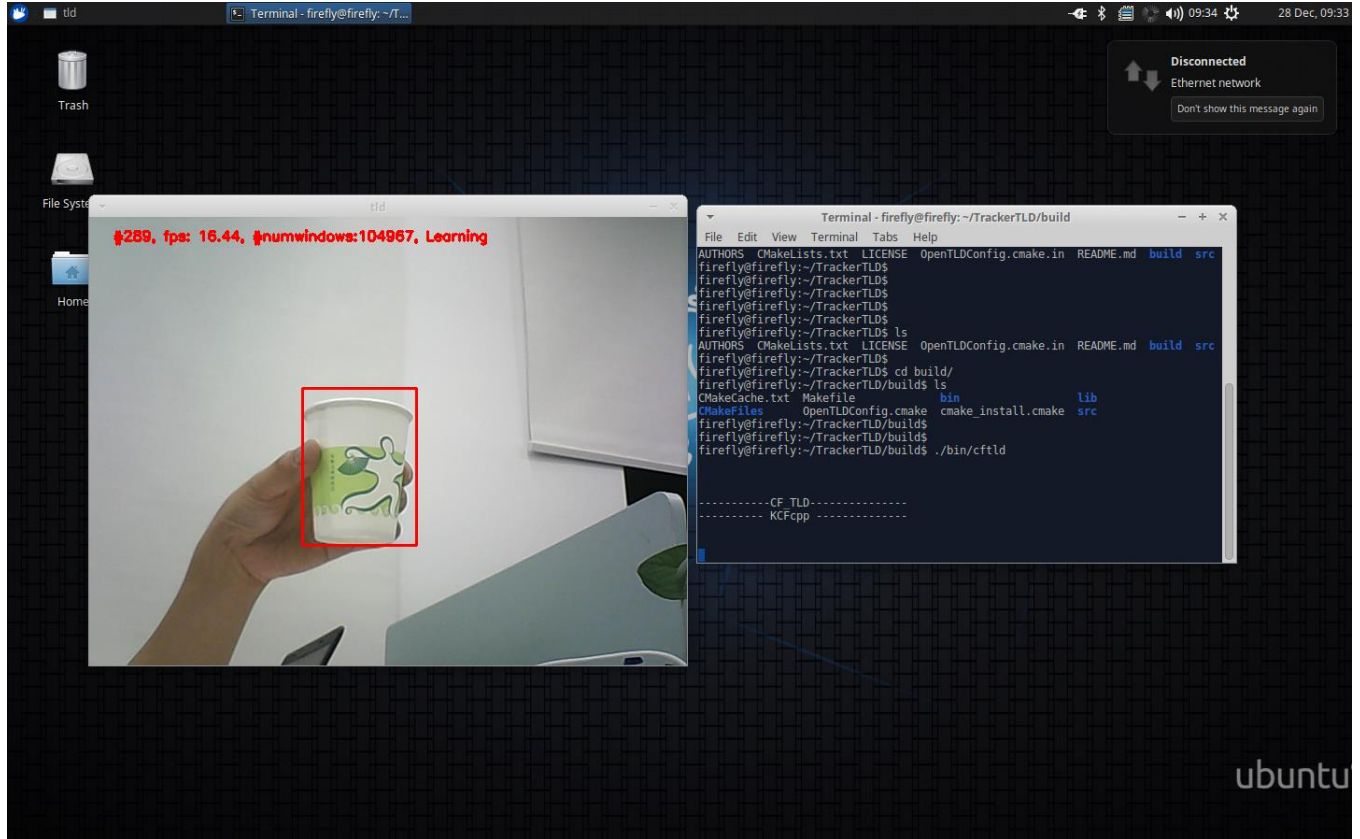 tld
Terminal - firefly@firefly: ~/T...
09:34
28 Dec, 09:33
Disconnected
Ethernet network
Don't show this message again
Trash
File Syste
Home
tld
#289, fps: 16.44, #numwindows:104967, Learning
Terminal - firefly@firefly: ~/TrackerTLD/build
File Edit View Terminal Tabs Help
AUTHORS CMakeLists.txt LICENSE OpenTLDConfig.cmake.in README.md build src
firefly@firefly:~/TrackerTLD$
firefly@firefly:~/TrackerTLD$
firefly@firefly:~/TrackerTLD$
firefly@firefly:~/TrackerTLD$
firefly@firefly:~/TrackerTLD$
firefly@firefly:~/TrackerTLD$ ls
AUTHORS CMakeLists.txt LICENSE OpenTLDConfig.cmake.in README.md build src
firefly@firefly:~/TrackerTLD$
firefly@firefly:~/TrackerTLD$ cd build/
firefly@firefly:~/TrackerTLD/build$ ls
CMakeCache.txt Makefile bin lib
CMakeFiles OpenTLDConfig.cmake cmake_install.cmake src
firefly@firefly:~/TrackerTLD/build$
firefly@firefly:~/TrackerTLD/build$
firefly@firefly:~/TrackerTLD/build$ ./bin/cftld
-----------CF_TLD---------------
---------- KCFcpp --------------
ubuntu